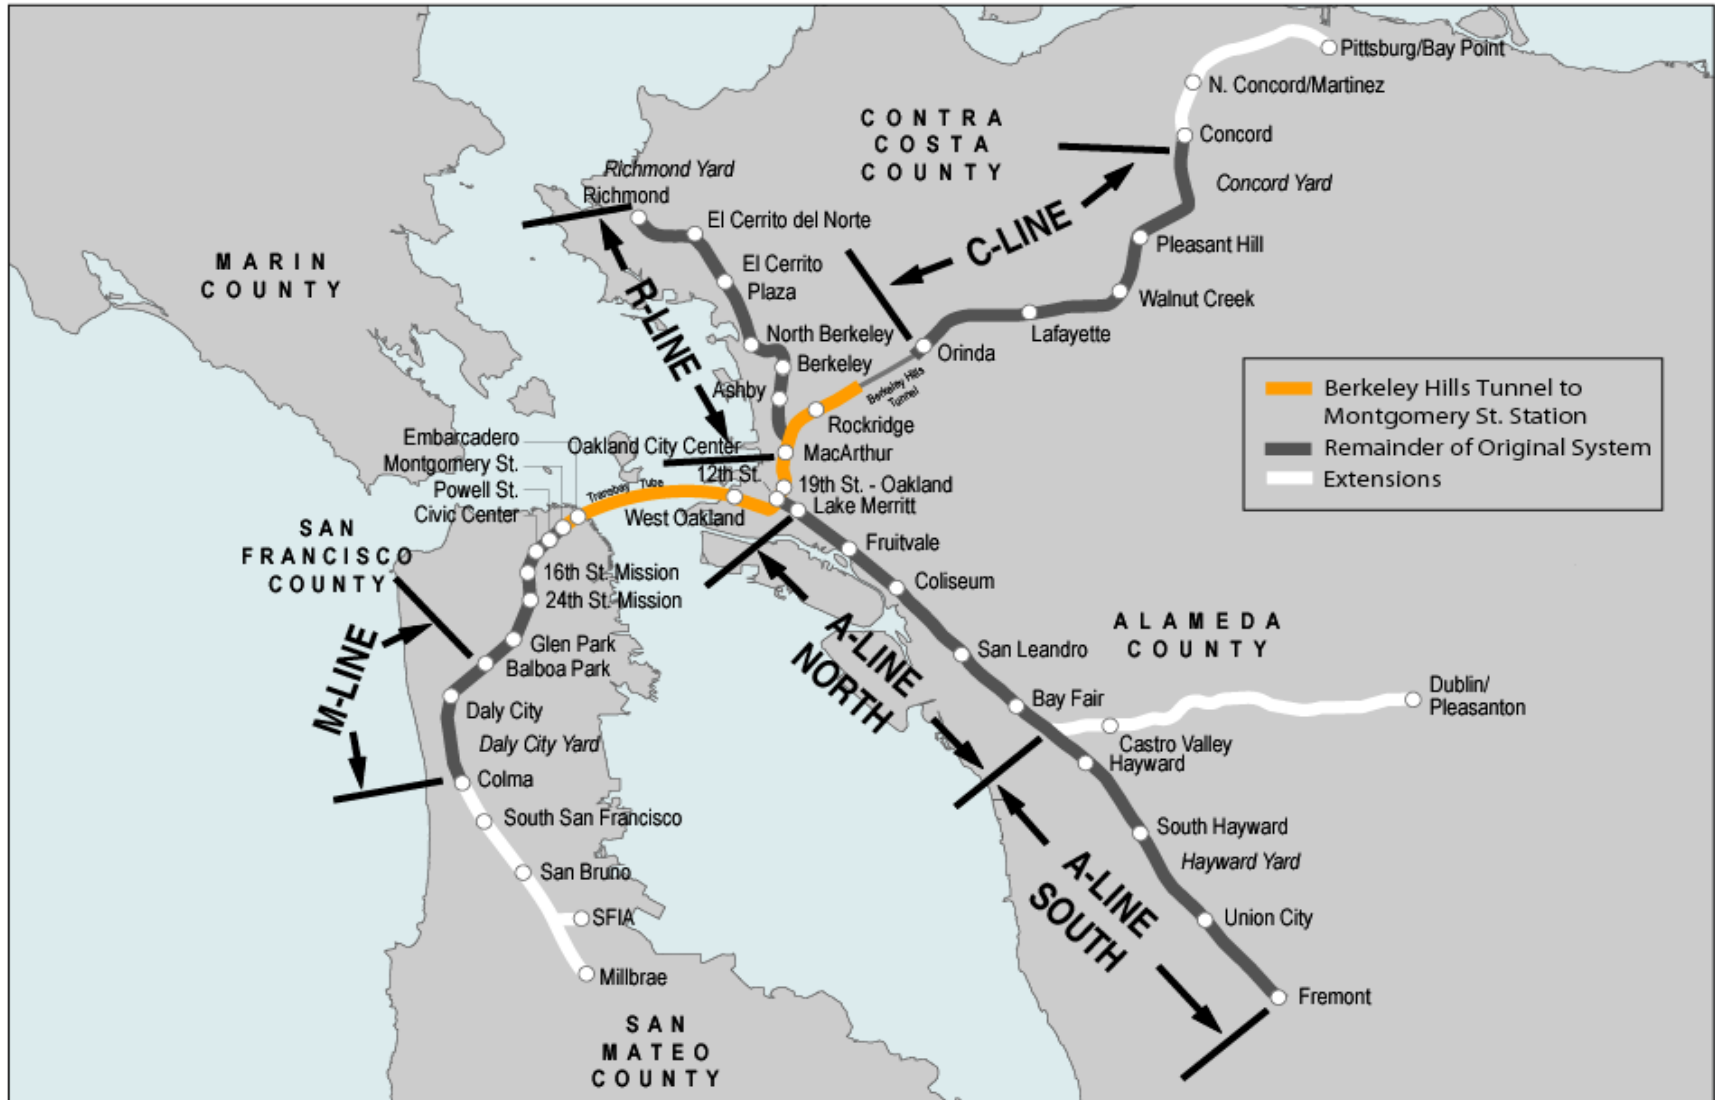 Pittsburg/Bay Point
N. Concord/Martinez
CONTRA
COSTA
COUNTY
Concord
Richmond Yard
Richmond
Concord Yard
El Cerrito del Norte
C-LINE
Pleasant Hill
MARIN
COUNTY
El Cerrito
Plaza
R-LINE
Walnut Creek
North Berkeley
Lafayette
Orinda
Berkeley
Berkeley Hills
Tunnel
Ashby
Berkeley Hills Tunnel to
Montgomery St. Station
Remainder of Original System
Extensions
Rockridge
Embarcadero
Oakland City Center
MacArthur
Montgomery St.
12th St.
Powell St.
Transbay Tube
19th St. - Oakland
Civic Center
West Oakland
Lake Merritt
SAN
FRANCISCO
COUNTY
Fruitvale
16th St. Mission
Coliseum
24th St. Mission
ALAMEDA
COUNTY
Glen Park
San Leandro
Balboa Park
M-LINE
A-LINE
NORTH
Bay Fair
Dublin/
Pleasanton
Daly City
Daly City Yard
Castro Valley
Hayward
Colma
South San Francisco
South Hayward
Hayward Yard
San Bruno
A-LINE
SOUTH
SFIA
Union City
Millbrae
Fremont
SAN
MATEO
COUNTY